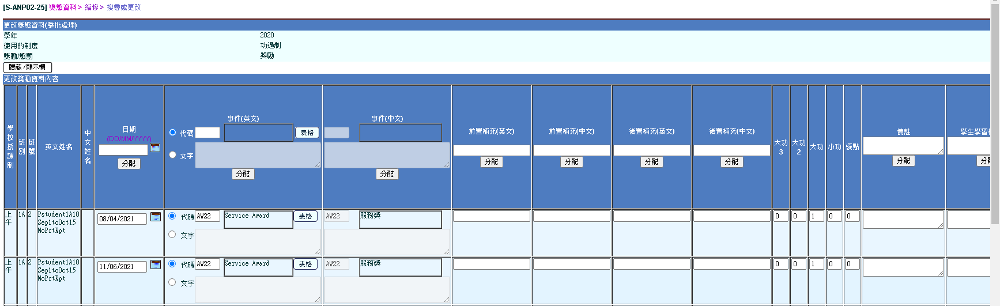 [S-ANP02-25] 獎懲資料 > 編修 > 搜尋或更改
更改獎懲資料(整批處理)
學年 2020
使用的制度 功過制
獎勵/懲罰 獎勵
隱藏 /顯示欄
更改獎勵資料內容
學校授課制 班別 班號 英文姓名 中文姓名 日期 (DD/MM/YYYY) 分配 事件(英文) 代碼 表格 文字 分配 事件(中文) 分配 前置補充(英文) 分配 前置補充(中文) 分配 後置補充(英文) 分配 後置補充(中文) 分配 大功3 大功2 大功 小功 優點 備註 分配 學生學習
上午 1A 2 Pstudent1A10 08/04/2021 代碼 AW22 Service Award 表格 AW22 服務獎 0 0 1 0 0
Sep1toOct15
NoPrtRpt 文字
上午 1A 2 Pstudent1A10 11/06/2021 代碼 AW22 Service Award 表格 AW22 服務獎 0 0 1 0 0
Sep1toOct15
NoPrtRpt 文字